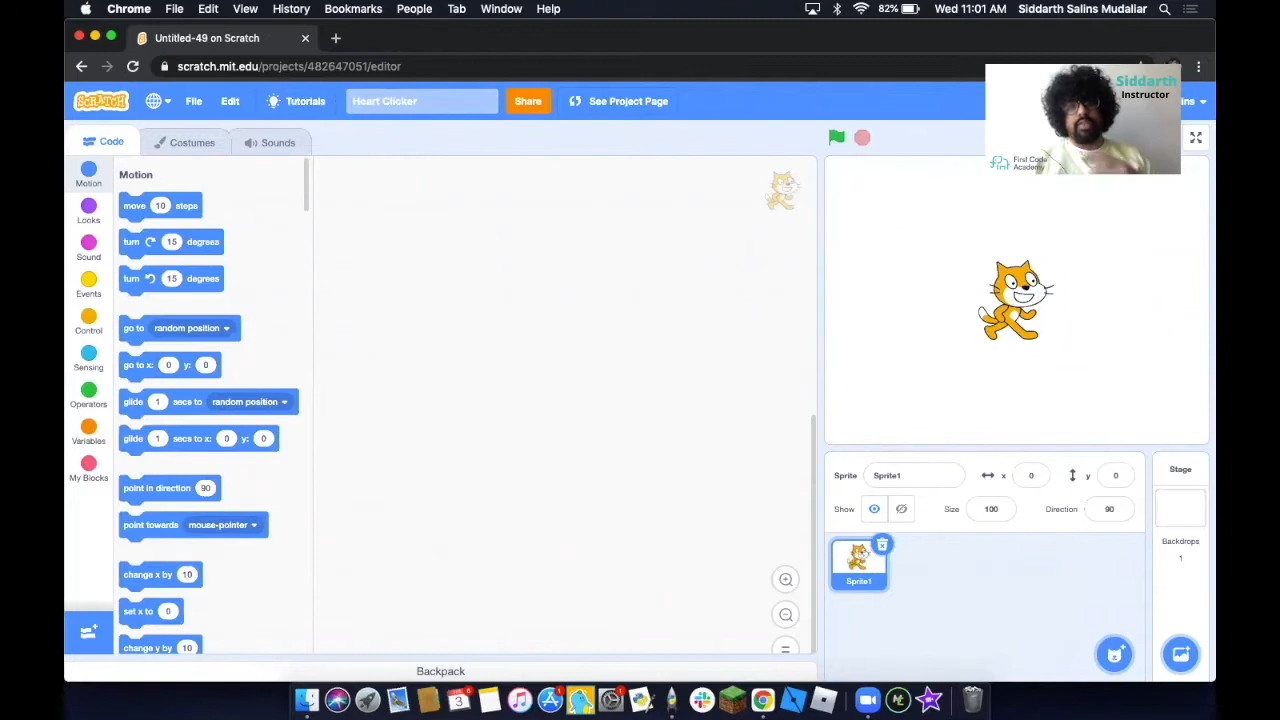 Chrome File Edit View History Bookmarks People Tab Window Help 82% Wed 11:01 AM Siddarth Salins Mudaliar
Untitled-49 on Scratch
scratch.mit.edu/projects/482647051/editor
SCRATCH File Edit Tutorials Heart Clicker Share See Project Page
Siddarth
Instructor
First Code
Academy
Code Costumes Sounds
Motion
Looks
Sound
Events
Control
Sensing
Operators
Variables
My Blocks
Motion
move 10 steps
turn 15 degrees
turn 15 degrees
go to random position
go to x: 0 y: 0
glide 1 secs to random position
glide 1 secs to x: 0 y: 0
point in direction 90
point towards mouse-pointer
change x by 10
set x to 0
change y by 10
Backpack
Sprite Sprite1 x 0 y 0
Show Size 100 Direction 90
Sprite1
Stage
Backdrops
1